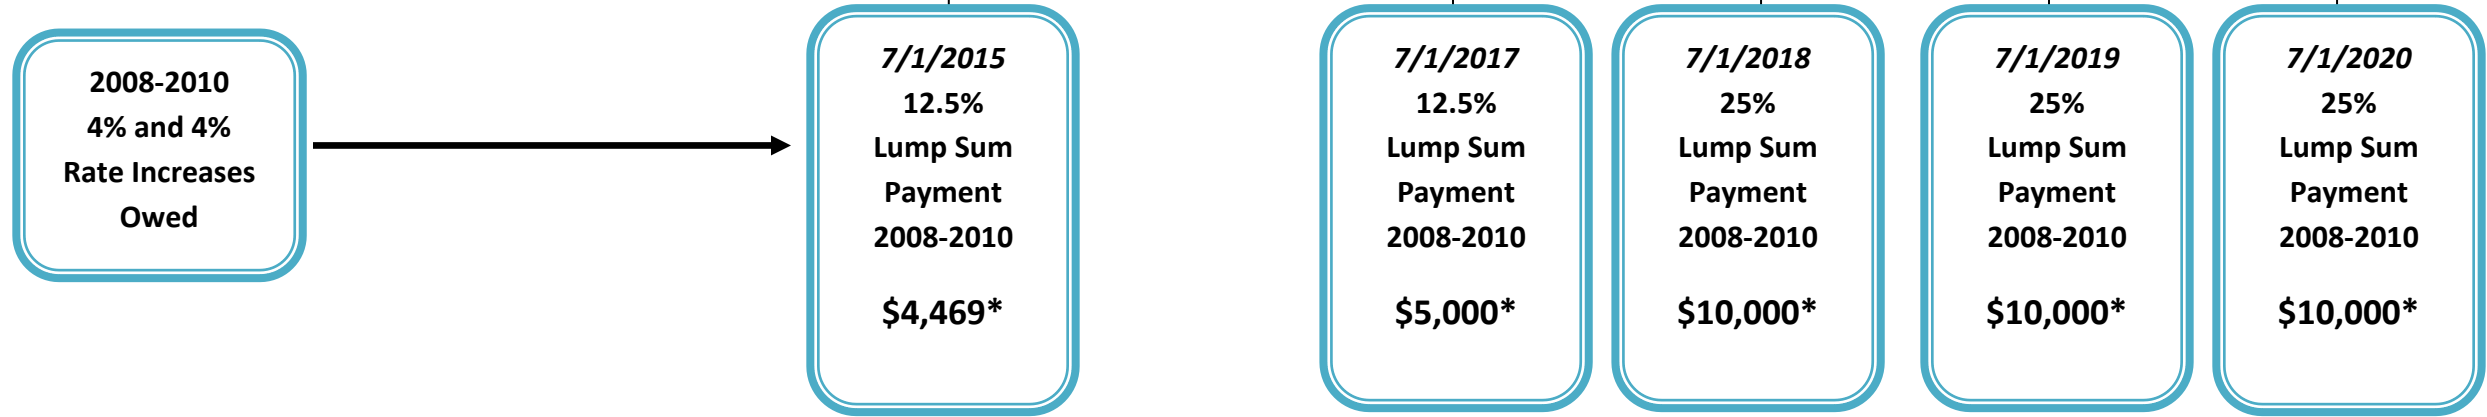 2008-2010
4% and 4%
Rate Increases
Owed
7/1/2015
12.5%
Lump Sum
Payment
2008-2010
$4,469*
7/1/2017
12.5%
Lump Sum
Payment
2008-2010
$5,000*
7/1/2018
25%
Lump Sum
Payment
2008-2010
$10,000*
7/1/2019
25%
Lump Sum
Payment
2008-2010
$10,000*
7/1/2020
25%
Lump Sum
Payment
2008-2010
$10,000*